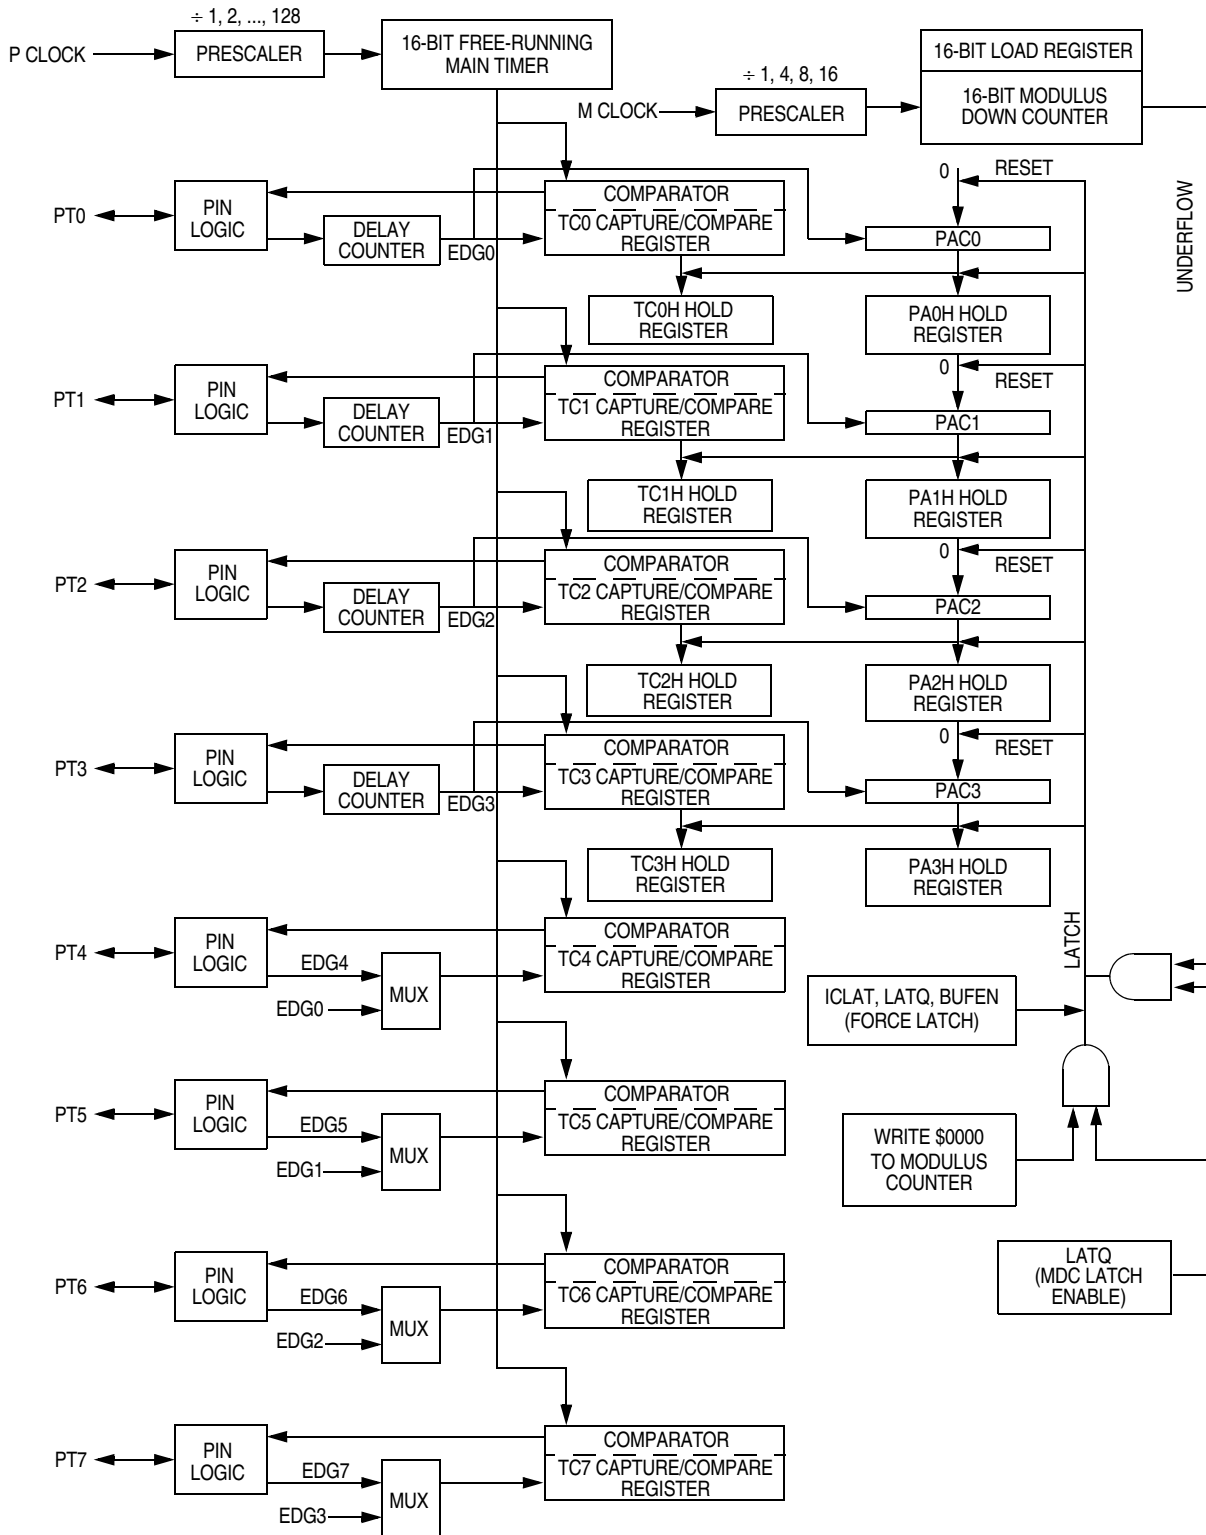 ÷ 1, 2, ..., 128
P CLOCK
PRESCALER
16-BIT FREE-RUNNING
MAIN TIMER
÷ 1, 4, 8, 16
M CLOCK
PRESCALER
16-BIT LOAD REGISTER
16-BIT MODULUS
DOWN COUNTER
UNDERFLOW
PT0
PIN
LOGIC
DELAY
COUNTER
EDG0
COMPARATOR
TC0 CAPTURE/COMPARE
REGISTER
TC0H HOLD
REGISTER
0
RESET
PAC0
PA0H HOLD
REGISTER
PT1
PIN
LOGIC
DELAY
COUNTER
EDG1
COMPARATOR
TC1 CAPTURE/COMPARE
REGISTER
TC1H HOLD
REGISTER
0
RESET
PAC1
PA1H HOLD
REGISTER
PT2
PIN
LOGIC
DELAY
COUNTER
EDG2
COMPARATOR
TC2 CAPTURE/COMPARE
REGISTER
TC2H HOLD
REGISTER
0
RESET
PAC2
PA2H HOLD
REGISTER
PT3
PIN
LOGIC
DELAY
COUNTER
EDG3
COMPARATOR
TC3 CAPTURE/COMPARE
REGISTER
TC3H HOLD
REGISTER
0
RESET
PAC3
PA3H HOLD
REGISTER
LATCH
PT4
PIN
LOGIC
EDG4
EDG0
MUX
COMPARATOR
TC4 CAPTURE/COMPARE
REGISTER
ICLAT, LATQ, BUFEN
(FORCE LATCH)
PT5
PIN
LOGIC
EDG5
EDG1
MUX
COMPARATOR
TC5 CAPTURE/COMPARE
REGISTER
WRITE $0000
TO MODULUS
COUNTER
PT6
PIN
LOGIC
EDG6
EDG2
MUX
COMPARATOR
TC6 CAPTURE/COMPARE
REGISTER
LATQ
(MDC LATCH
ENABLE)
PT7
PIN
LOGIC
EDG7
EDG3
MUX
COMPARATOR
TC7 CAPTURE/COMPARE
REGISTER